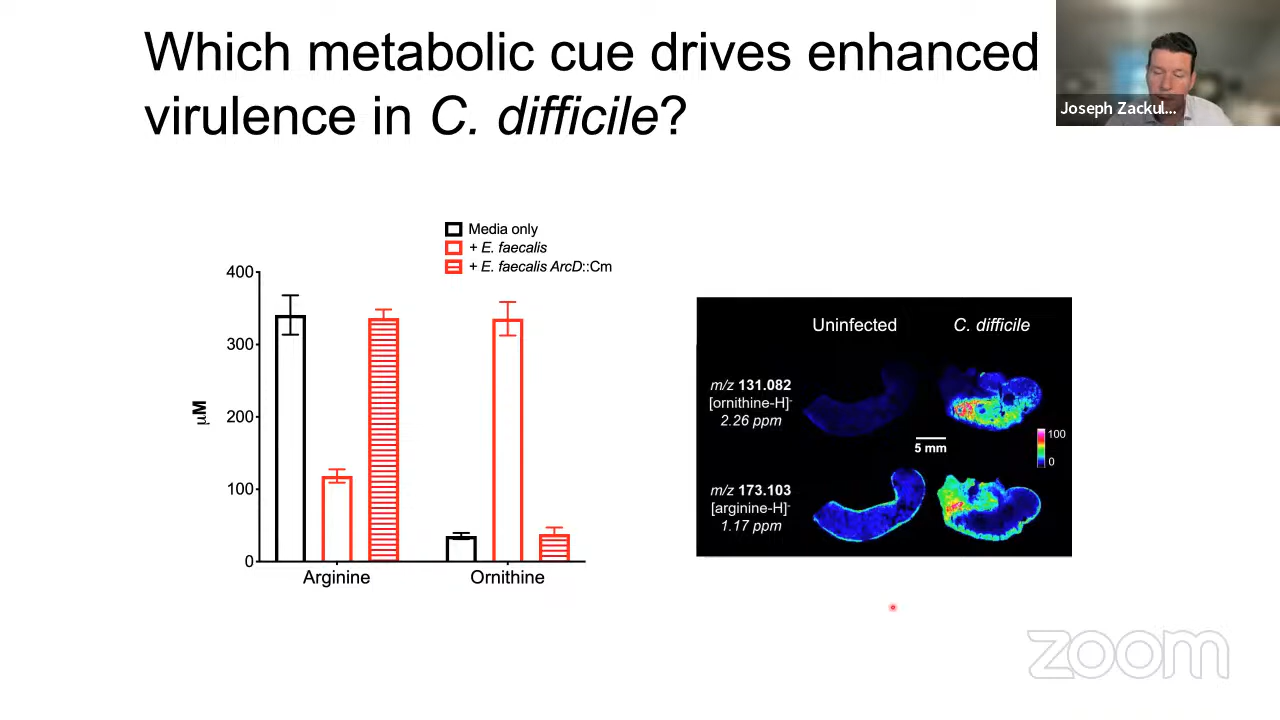 Which metabolic cue drives enhanced
virulence in C. difficile?
Joseph Zackul...
Media only
+ E. faecalis
+ E. faecalis ArcD::Cm
400
300
200
100
0
μM
Arginine
Ornithine
Uninfected
C. difficile
m/z 131.082
[ornithine-H]-
2.26 ppm
5 mm
100
0
m/z 173.103
[arginine-H]-
1.17 ppm
zoom